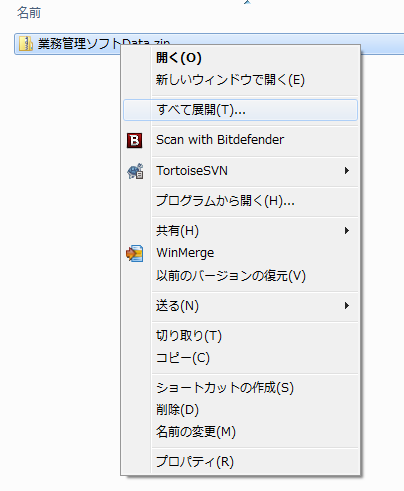 名前
業務管理ソフトData.zip
開く(O)
新しいウィンドウで開く(E)
すべて展開(T)...
Scan with Bitdefender
TortoiseSVN
プログラムから開く(H)...
共有(H)
WinMerge
以前のバージョンの復元(V)
送る(N)
切り取り(T)
コピー(C)
ショートカットの作成(S)
削除(D)
名前の変更(M)
プロパティ(R)